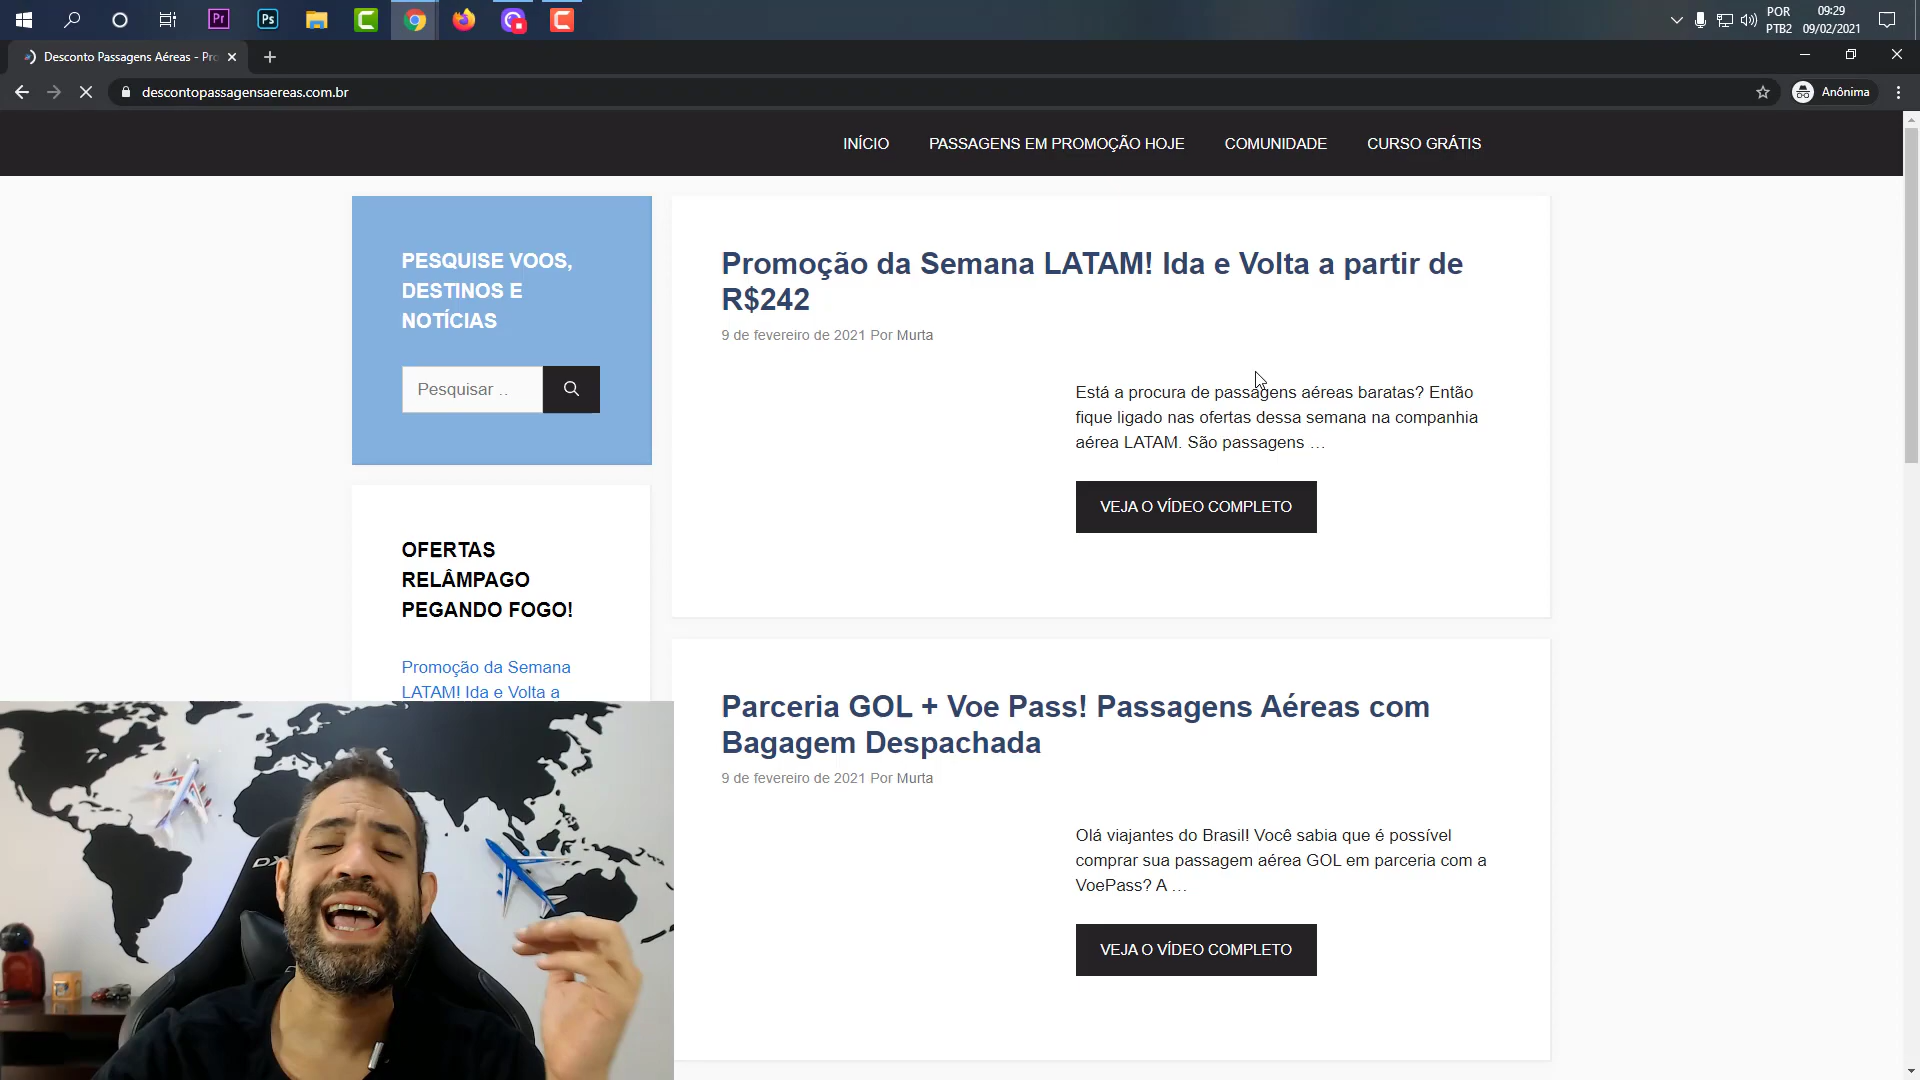 Pr
Ps
POR
PTB2
09:29
09/02/2021
Desconto Passagens Aéreas - Pro
descontopassagensaereas.com.br
Anônima
INÍCIO
PASSAGENS EM PROMOÇÃO HOJE
COMUNIDADE
CURSO GRÁTIS
PESQUISE VOOS,
DESTINOS E
NOTÍCIAS
Pesquisar ..
OFERTAS
RELÂMPAGO
PEGANDO FOGO!
Promoção da Semana
LATAM! Ida e Volta a
Promoção da Semana LATAM! Ida e Volta a partir de
R$242
9 de fevereiro de 2021 Por Murta
Está a procura de passagens aéreas baratas? Então
fique ligado nas ofertas dessa semana na companhia
aérea LATAM. São passagens …
VEJA O VÍDEO COMPLETO
Parceria GOL + Voe Pass! Passagens Aéreas com
Bagagem Despachada
9 de fevereiro de 2021 Por Murta
Olá viajantes do Brasil! Você sabia que é possível
comprar sua passagem aérea GOL em parceria com a
VoePass? A …
VEJA O VÍDEO COMPLETO